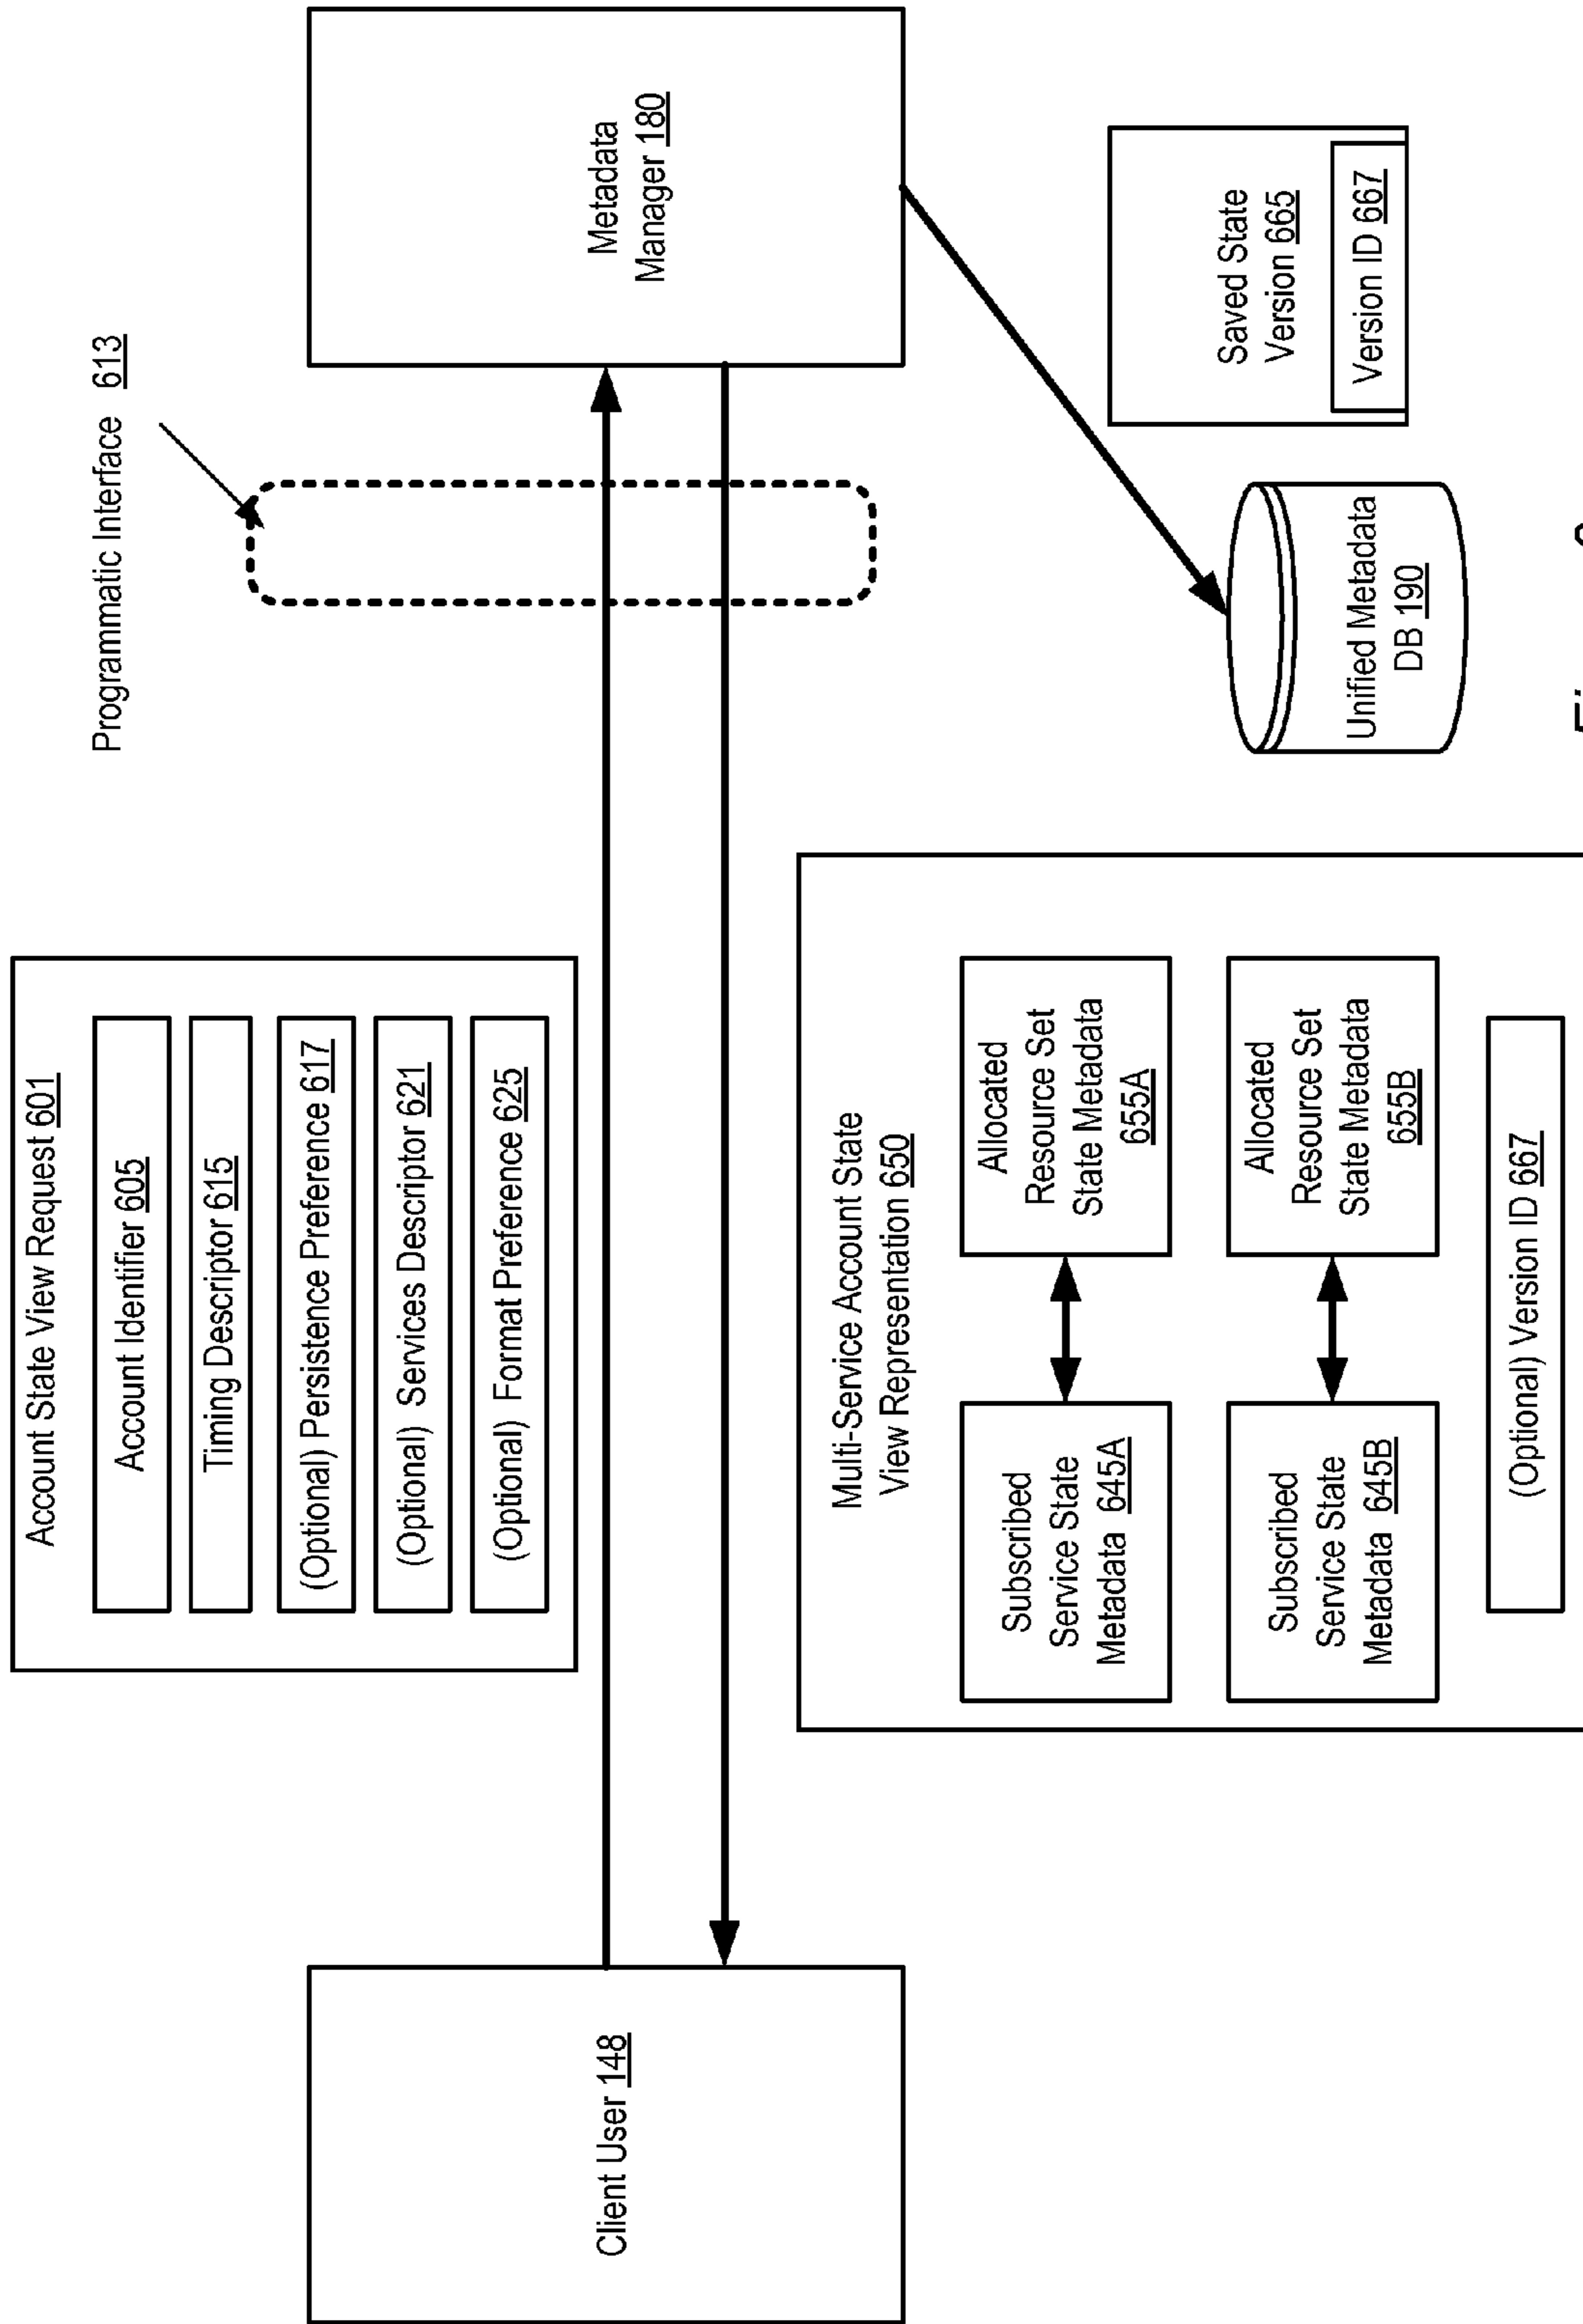 Account State View Request 601
Account Identifier 605
Timing Descriptor 615
(Optional) Persistence Preference 617
(Optional) Services Descriptor 621
(Optional) Format Preference 625
Programmatic Interface 613
Client User 148
Metadata
Manager 180
Multi-Service Account State
View Representation 650
Subscribed
Service State
Metadata 645A
Allocated
Resource Set
State Metadata
655A
Subscribed
Service State
Metadata 645B
Allocated
Resource Set
State Metadata
655B
(Optional) Version ID 667
Unified Metadata
DB 190
Saved State
Version 665
Version ID 667